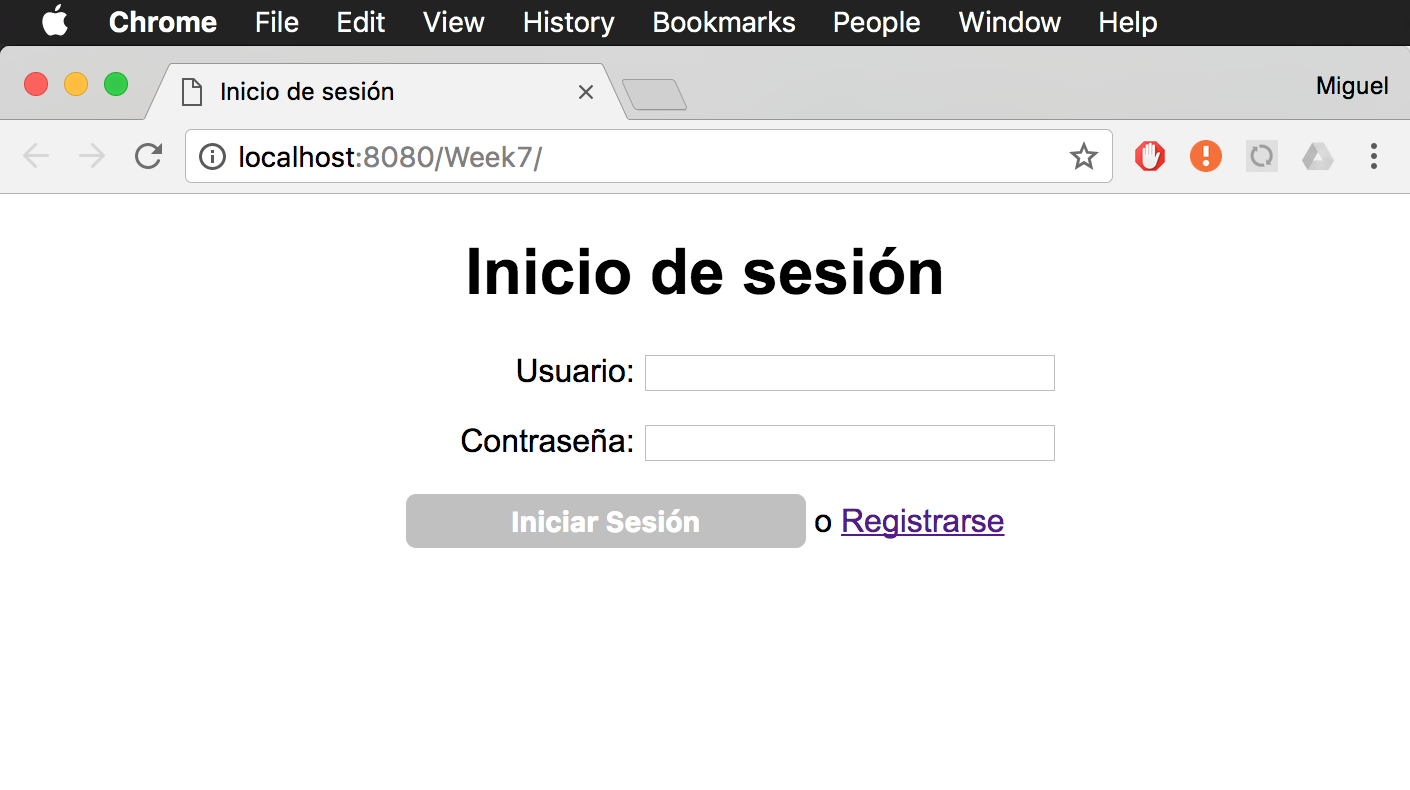 Chrome File Edit View History Bookmarks People Window Help
Inicio de sesión Miguel
localhost:8080/Week7/
Inicio de sesión
Usuario:
Contraseña:
Iniciar Sesión o Registrarse